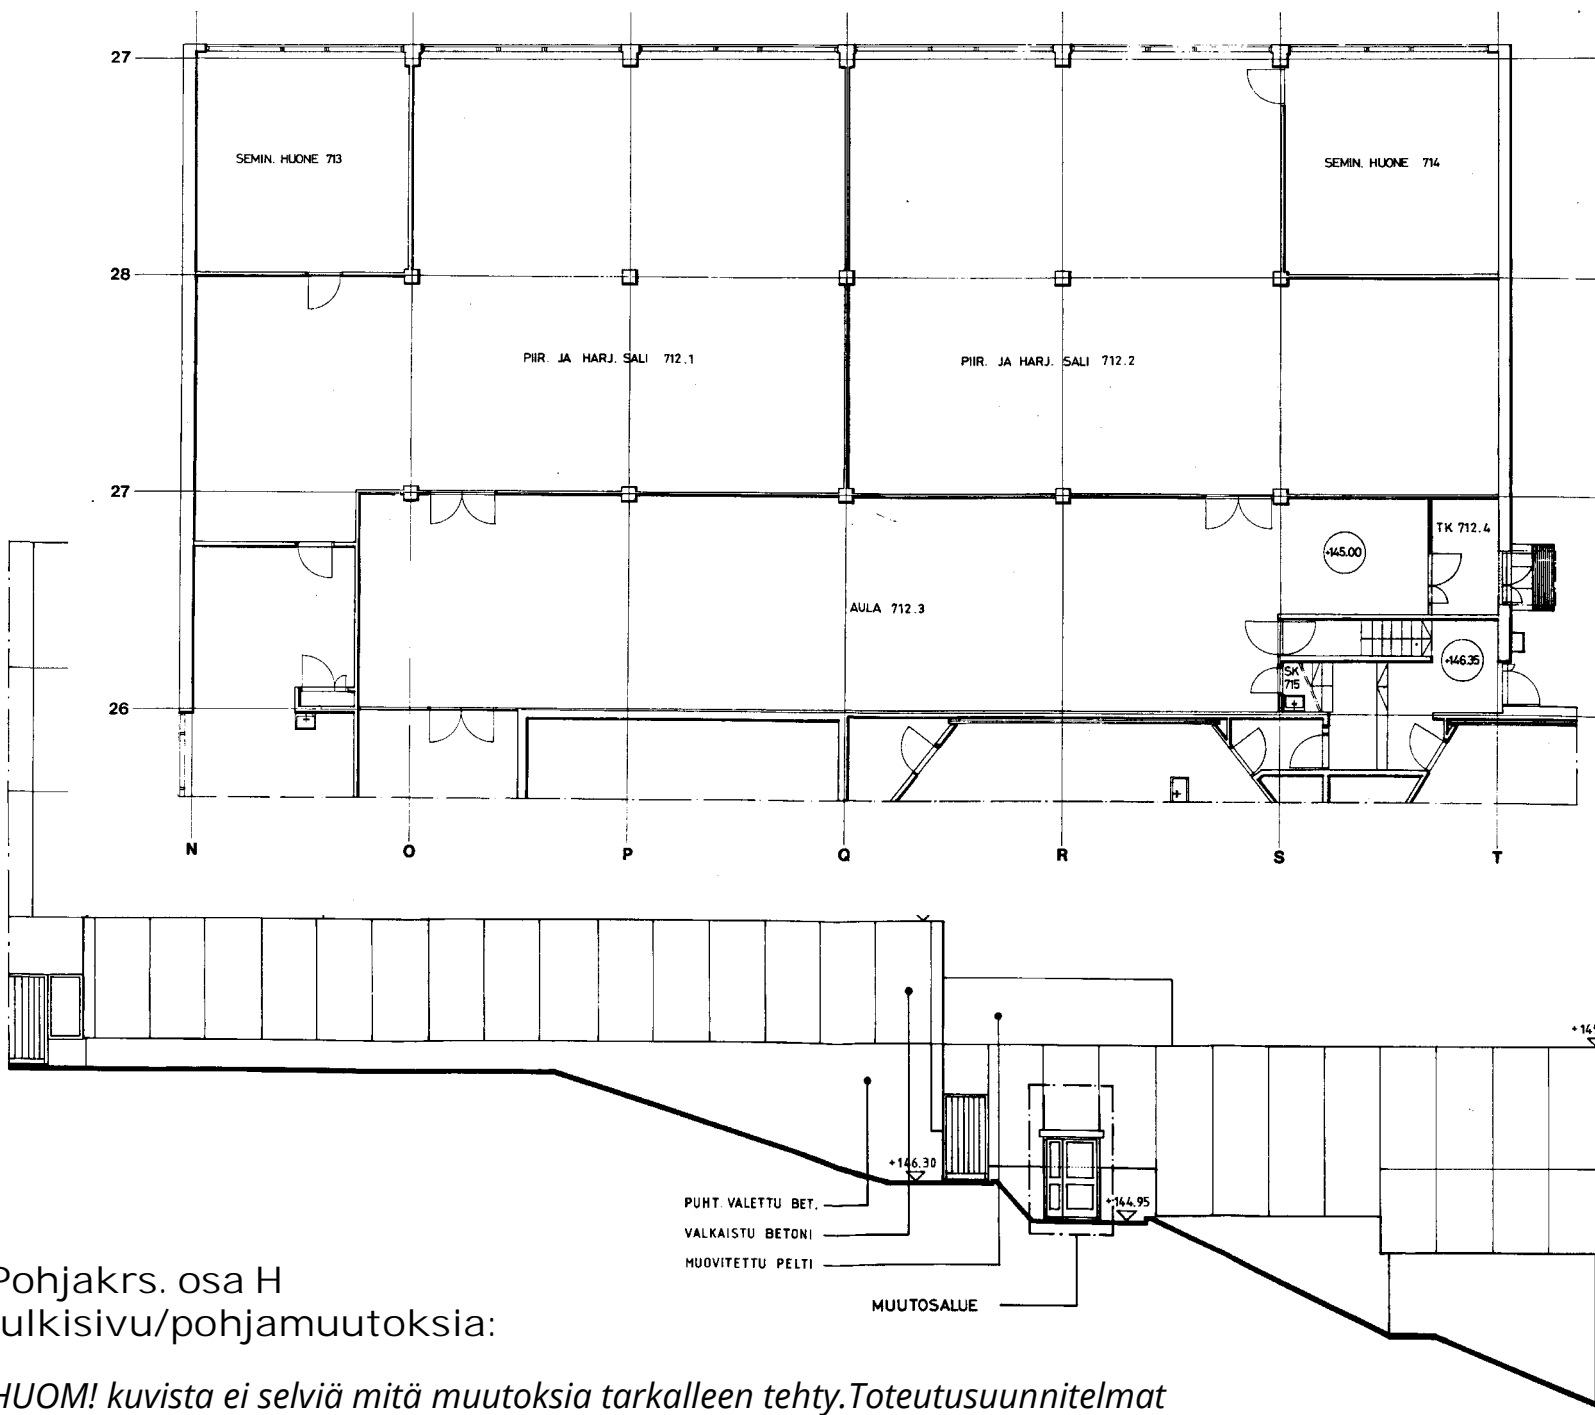 27
SEMIN. HUONE 713
SEMIN. HUONE 714
28
PIIR. JA HARJ. SALI 712.1
PIIR. JA HARJ. SALI 712.2
27
TK 712.4
+145.00
AULA 712.3
+146.35
SK
715
26
N O P Q R S T
+146.30
+144.95
PUHT. VALETTU BET.
VALKAISTU BETONI
MUOVITETTU PELTI
MUUTOSALUE
Pohjakrs. osa H
ulkisivu/pohjamuutoksia:
HUOM! kuvista ei selviä mitä muutoksia tarkalleen tehty.Toteutusuunnitelmat